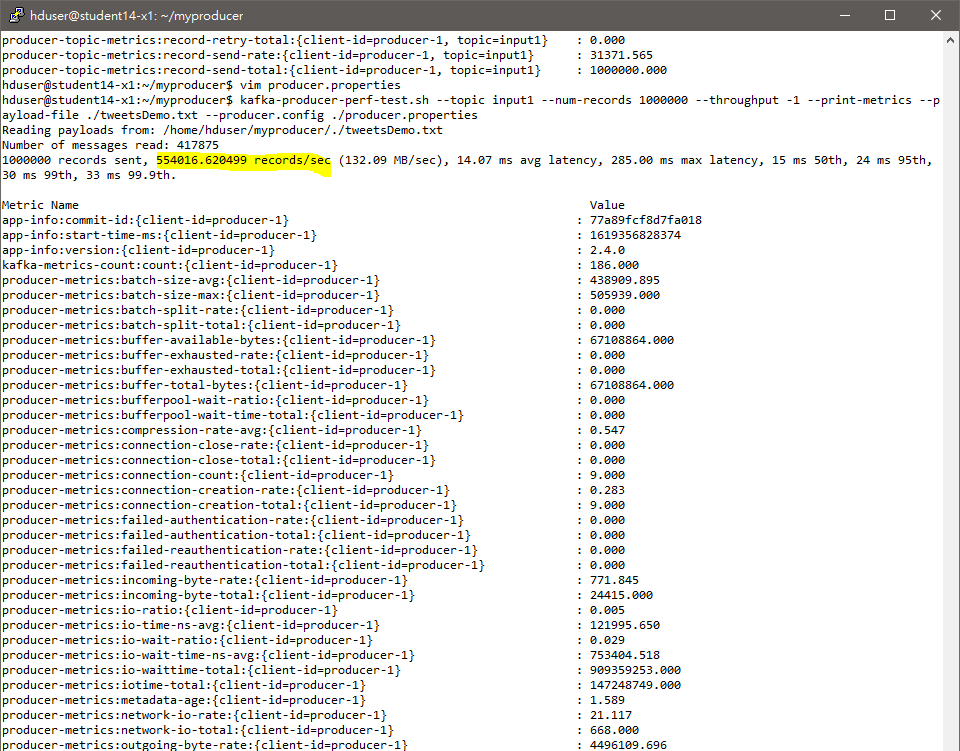 hduser@student14-x1: ~/myproducer
producer-topic-metrics:record-retry-total:{client-id=producer-1, topic=input1} : 0.000
producer-topic-metrics:record-send-rate:{client-id=producer-1, topic=input1} : 31371.565
producer-topic-metrics:record-send-total:{client-id=producer-1, topic=input1} : 1000000.000
hduser@student14-x1:~/myproducer$ vim producer.properties
hduser@student14-x1:~/myproducer$ kafka-producer-perf-test.sh --topic input1 --num-records 1000000 --throughput -1 --print-metrics --p
ayload-file ./tweetsDemo.txt --producer.config ./producer.properties
Reading payloads from: /home/hduser/myproducer/./tweetsDemo.txt
Number of messages read: 417875
1000000 records sent, 554016.620499 records/sec (132.09 MB/sec), 14.07 ms avg latency, 285.00 ms max latency, 15 ms 50th, 24 ms 95th,
30 ms 99th, 33 ms 99.9th.
Metric Name Value
app-info:commit-id:{client-id=producer-1} : 77a89fcf8d7fa018
app-info:start-time-ms:{client-id=producer-1} : 1619356828374
app-info:version:{client-id=producer-1} : 2.4.0
kafka-metrics-count:count:{client-id=producer-1} : 186.000
producer-metrics:batch-size-avg:{client-id=producer-1} : 438909.895
producer-metrics:batch-size-max:{client-id=producer-1} : 505939.000
producer-metrics:batch-split-rate:{client-id=producer-1} : 0.000
producer-metrics:batch-split-total:{client-id=producer-1} : 0.000
producer-metrics:buffer-available-bytes:{client-id=producer-1} : 67108864.000
producer-metrics:buffer-exhausted-rate:{client-id=producer-1} : 0.000
producer-metrics:buffer-exhausted-total:{client-id=producer-1} : 0.000
producer-metrics:buffer-total-bytes:{client-id=producer-1} : 67108864.000
producer-metrics:bufferpool-wait-ratio:{client-id=producer-1} : 0.000
producer-metrics:bufferpool-wait-time-total:{client-id=producer-1} : 0.000
producer-metrics:compression-rate-avg:{client-id=producer-1} : 0.547
producer-metrics:connection-close-rate:{client-id=producer-1} : 0.000
producer-metrics:connection-close-total:{client-id=producer-1} : 0.000
producer-metrics:connection-count:{client-id=producer-1} : 9.000
producer-metrics:connection-creation-rate:{client-id=producer-1} : 0.283
producer-metrics:connection-creation-total:{client-id=producer-1} : 9.000
producer-metrics:failed-authentication-rate:{client-id=producer-1} : 0.000
producer-metrics:failed-authentication-total:{client-id=producer-1} : 0.000
producer-metrics:failed-reauthentication-rate:{client-id=producer-1} : 0.000
producer-metrics:failed-reauthentication-total:{client-id=producer-1} : 0.000
producer-metrics:incoming-byte-rate:{client-id=producer-1} : 771.845
producer-metrics:incoming-byte-total:{client-id=producer-1} : 24415.000
producer-metrics:io-ratio:{client-id=producer-1} : 0.005
producer-metrics:io-time-ns-avg:{client-id=producer-1} : 121995.650
producer-metrics:io-wait-ratio:{client-id=producer-1} : 0.029
producer-metrics:io-wait-time-ns-avg:{client-id=producer-1} : 753404.518
producer-metrics:io-waittime-total:{client-id=producer-1} : 909359253.000
producer-metrics:iotime-total:{client-id=producer-1} : 147248749.000
producer-metrics:metadata-age:{client-id=producer-1} : 1.589
producer-metrics:network-io-rate:{client-id=producer-1} : 21.117
producer-metrics:network-io-total:{client-id=producer-1} : 668.000
producer-metrics:outgoing-byte-rate:{client-id=producer-1} : 4496109.696